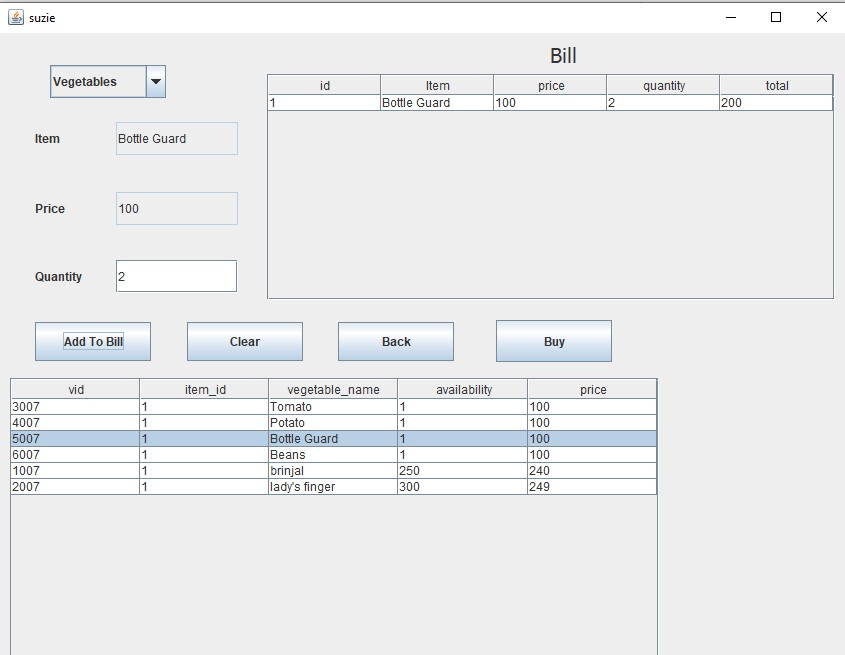 suzie
Bill
Vegetables
id Item price quantity total
1 Bottle Guard 100 2 200
Item Bottle Guard
Price 100
Quantity 2
Add To Bill Clear Back Buy
vid item_id vegetable_name availability price
3007 1 Tomato 1 100
4007 1 Potato 1 100
5007 1 Bottle Guard 1 100
6007 1 Beans 1 100
1007 1 brinjal 250 240
2007 1 lady's finger 300 249